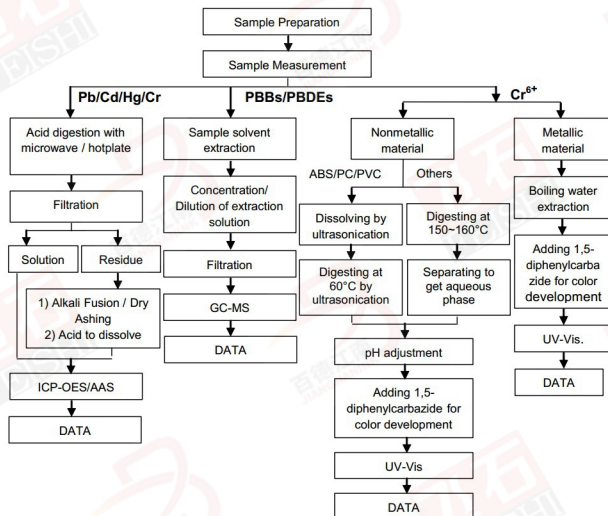 Sample Preparation
Sample Measurement
Pb/Cd/Hg/Cr
Acid digestion with
microwave / hotplate
Filtration
Solution
Residue
1) Alkali Fusion / Dry
Ashing
2) Acid to dissolve
ICP-OES/AAS
DATA
PBBs/PBDEs
Sample solvent
extraction
Concentration/
Dilution of extraction
solution
Filtration
GC-MS
DATA
Cr6+
Nonmetallic
material
ABS/PC/PVC
Others
Dissolving by
ultrasonication
Digesting at
60°C by
ultrasonication
Digesting at
150~160°C
Separating to
get aqueous
phase
pH adjustment
Adding 1,5-
diphenylcarbazide for
color development
UV-Vis
DATA
Metallic
material
Boiling water
extraction
Adding 1,5-
diphenylcarba
zide for color
development
UV-Vis.
DATA